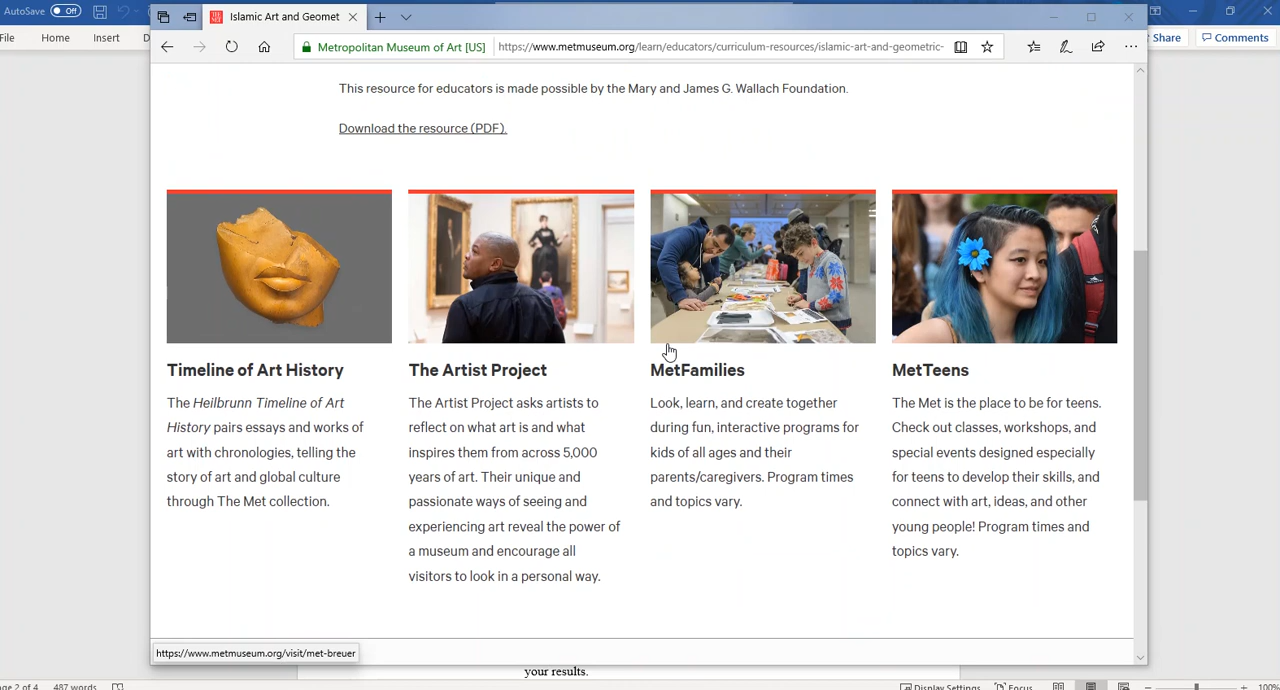 AutoSave Off
Islamic Art and Geomet
File Home Insert D
Share Comments
Metropolitan Museum of Art [US] https://www.metmuseum.org/learn/educators/curriculum-resources/islamic-art-and-geometric-
This resource for educators is made possible by the Mary and James G. Wallach Foundation.
Download the resource (PDF).
Timeline of Art History
The Heilbrunn Timeline of Art
History pairs essays and works of
art with chronologies, telling the
story of art and global culture
through The Met collection.
The Artist Project
The Artist Project asks artists to
reflect on what art is and what
inspires them from across 5,000
years of art. Their unique and
passionate ways of seeing and
experiencing art reveal the power of
a museum and encourage all
visitors to look in a personal way.
MetFamilies
Look, learn, and create together
during fun, interactive programs for
kids of all ages and their
parents/caregivers. Program times
and topics vary.
MetTeens
The Met is the place to be for teens.
Check out classes, workshops, and
special events designed especially
for teens to develop their skills, and
connect with art, ideas, and other
young people! Program times and
topics vary.
https://www.metmuseum.org/visit/met-breuer
your results.
age 2 of 4 487 words Display Settings Focus 100%